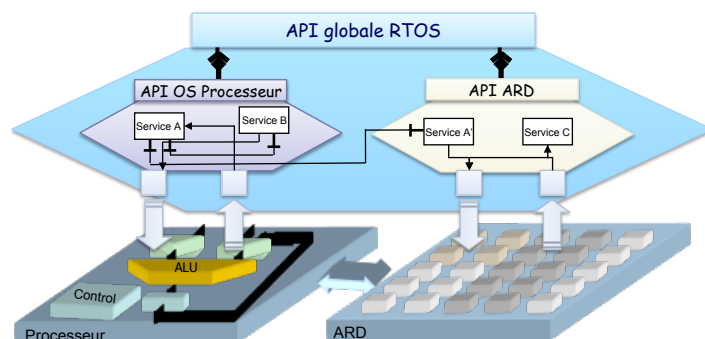 API globale RTOS
API OS Processeur
API ARD
Service A
Service B
Service A'
Service C
ALU
Control
Processeur
ARD